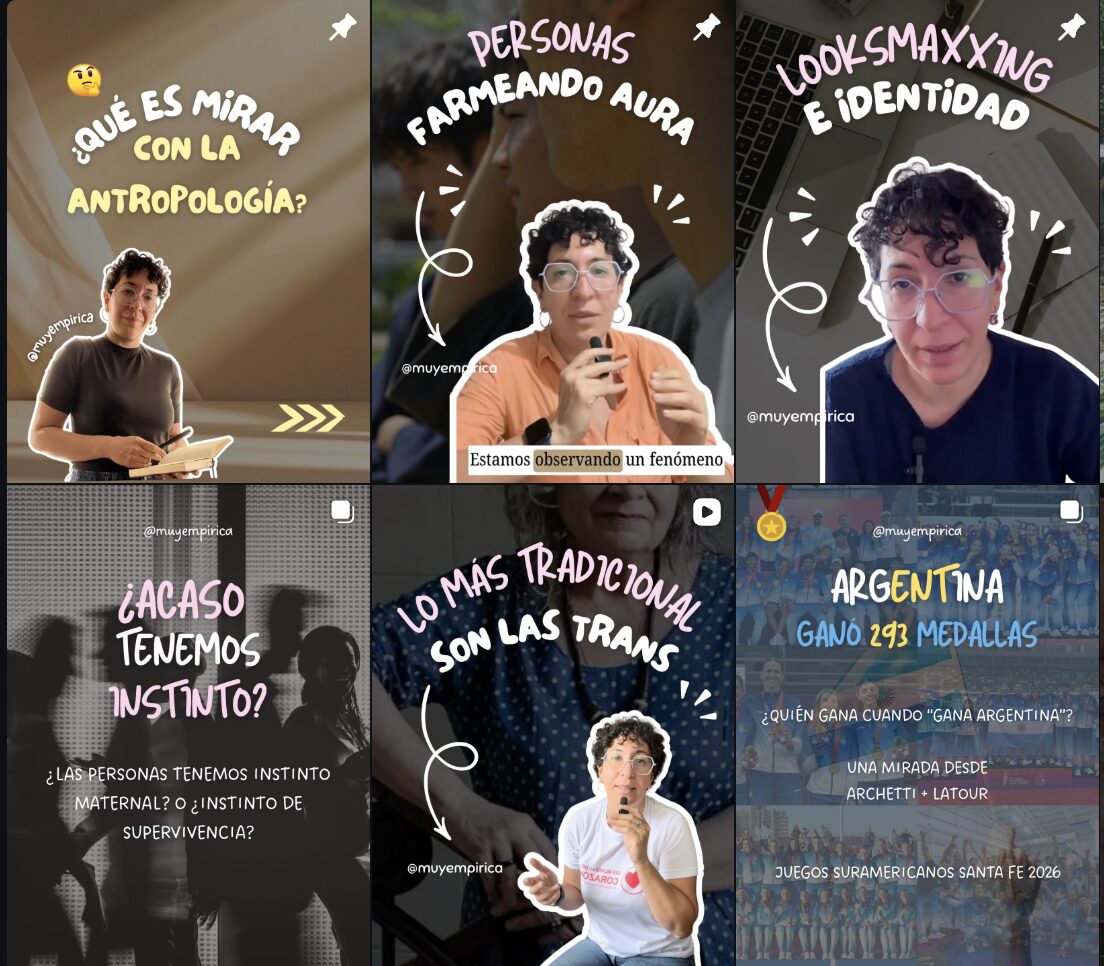 ¿QUÉ ES MIRAR
CON LA
ANTROPOLOGÍA?
@muyempirica
PERSONAS
FARMEANDO AURA
@muyempirica
Estamos observando un fenómeno
LOOKSMAXXING
E IDENTIDAD
@muyempirica
@muyempirica
¿ACASO
TENEMOS
INSTINTO?
¿LAS PERSONAS TENEMOS INSTINTO
MATERNAL? O ¿INSTINTO DE
SUPERVIVENCIA?
LO MÁS TRADICIONAL
SON LAS TRANS
@muyempirica
CORAZÓN
@muyempirica
ARGENTINA
GANÓ 293 MEDALLAS
¿QUIÉN GANA CUANDO "GANA ARGENTINA"?
UNA MIRADA DESDE
ARCHETTI + LATOUR
JUEGOS SURAMERICANOS SANTA FE 2026